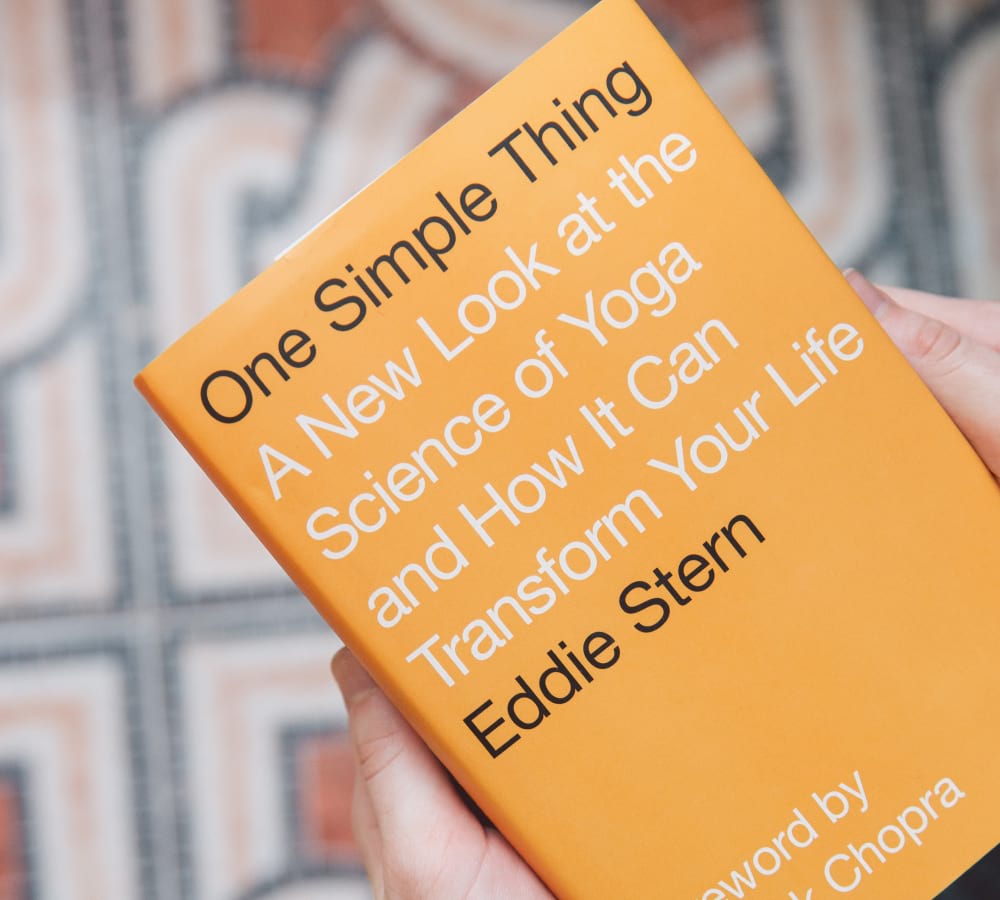 One Simple Thing
A New Look at the
Science of Yoga
and How It Can
Transform Your Life
Eddie Stern
eword by
k Chopra